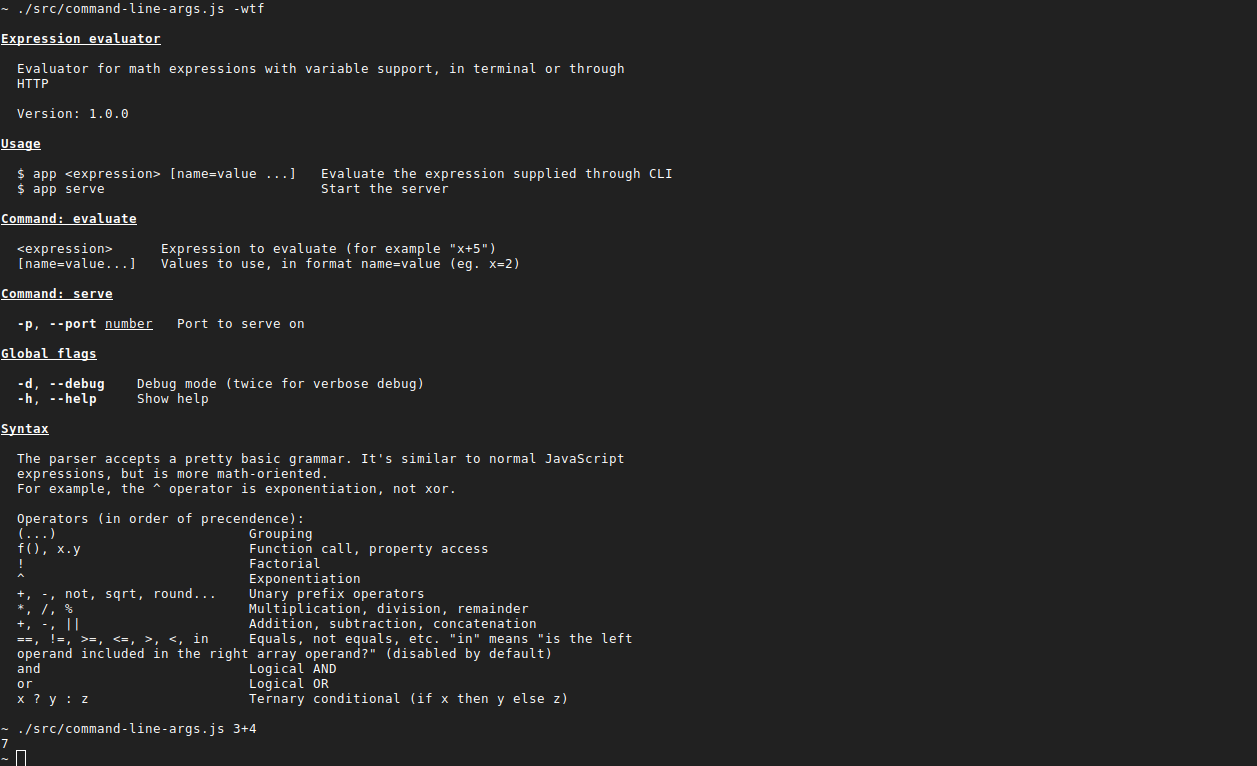 ~ ./src/command-line-args.js -wtf
Expression evaluator
Evaluator for math expressions with variable support, in terminal or through
HTTP
Version: 1.0.0
Usage
$ app <expression> [name=value ...]   Evaluate the expression supplied through CLI
$ app serve                           Start the server
Command: evaluate
<expression>      Expression to evaluate (for example "x+5")
[name=value...]   Values to use, in format name=value (eg. x=2)
Command: serve
-p, --port number   Port to serve on
Global flags
-d, --debug    Debug mode (twice for verbose debug)
-h, --help     Show help
Syntax
The parser accepts a pretty basic grammar. It's similar to normal JavaScript
expressions, but is more math-oriented.
For example, the ^ operator is exponentiation, not xor.
Operators (in order of precendence):
(...)                        Grouping
f(), x.y                     Function call, property access
!                            Factorial
^                            Exponentiation
+, -, not, sqrt, round...    Unary prefix operators
*, /, %                      Multiplication, division, remainder
+, -, ||                     Addition, subtraction, concatenation
==, !=, >=, <=, >, <, in     Equals, not equals, etc. "in" means "is the left
operand included in the right array operand?" (disabled by default)
and                          Logical AND
or                           Logical OR
x ? y : z                    Ternary conditional (if x then y else z)
~ ./src/command-line-args.js 3+4
7
~